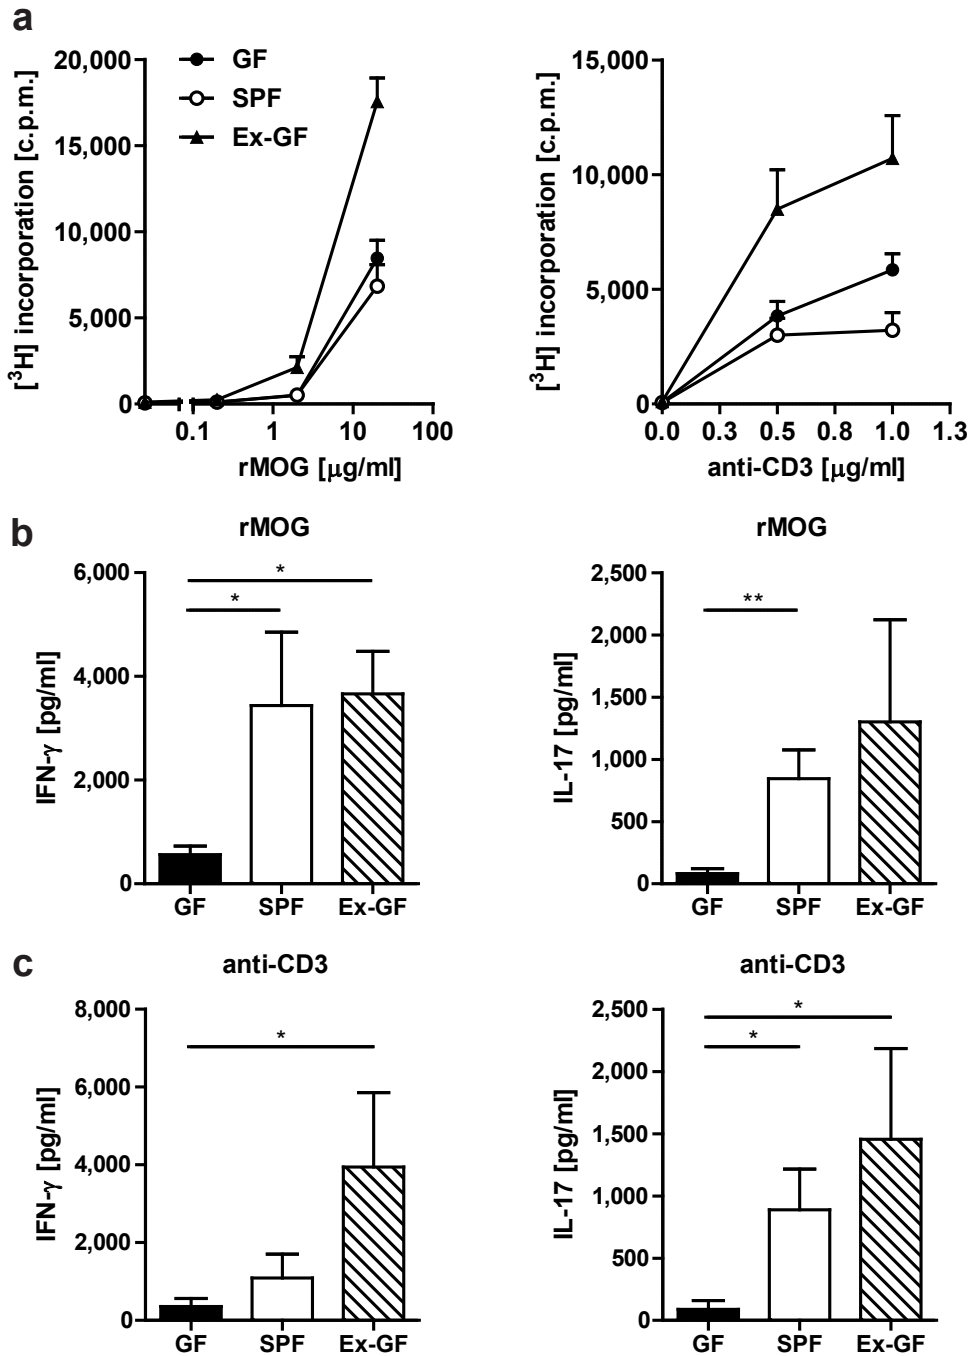 a
GF
SPF
Ex-GF
[³H] incorporation [c.p.m.]
20,000
15,000
10,000
5,000
0
0.1 1 10 100
rMOG [μg/ml]
[³H] incorporation [c.p.m.]
15,000
10,000
5,000
0
0.0 0.3 0.5 0.8 1.0 1.3
anti-CD3 [μg/ml]
b
rMOG
IFN-γ [pg/ml]
6,000
4,000
2,000
0
*
*
GF SPF Ex-GF
rMOG
IL-17 [pg/ml]
2,500
2,000
1,500
1,000
500
0
**
GF SPF Ex-GF
c
anti-CD3
IFN-γ [pg/ml]
8,000
6,000
4,000
2,000
0
*
GF SPF Ex-GF
anti-CD3
IL-17 [pg/ml]
2,500
2,000
1,500
1,000
500
0
*
*
GF SPF Ex-GF